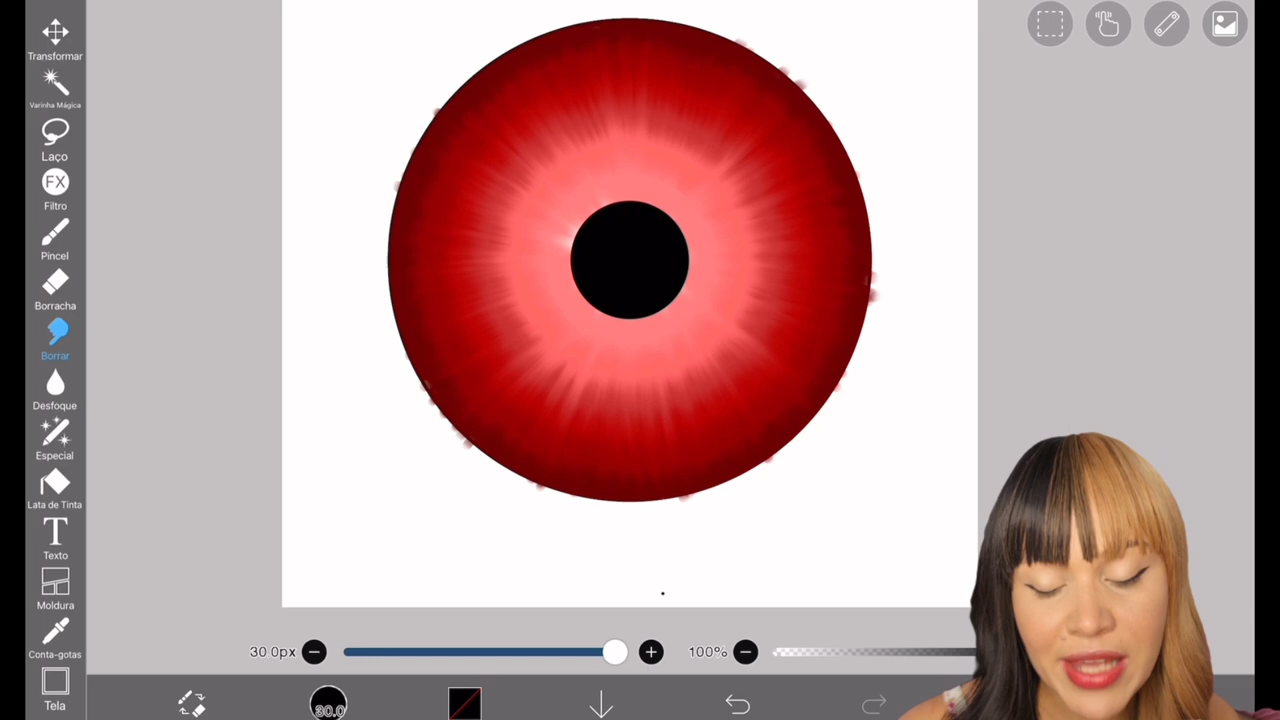 Transformar
Varinha Mágica
Laço
FX
Filtro
Pincel
Borracha
Borrar
Desfoque
Especial
Lata de Tinta
T
Texto
Moldura
Conta-gotas
Tela
30.0px
100%
30.0